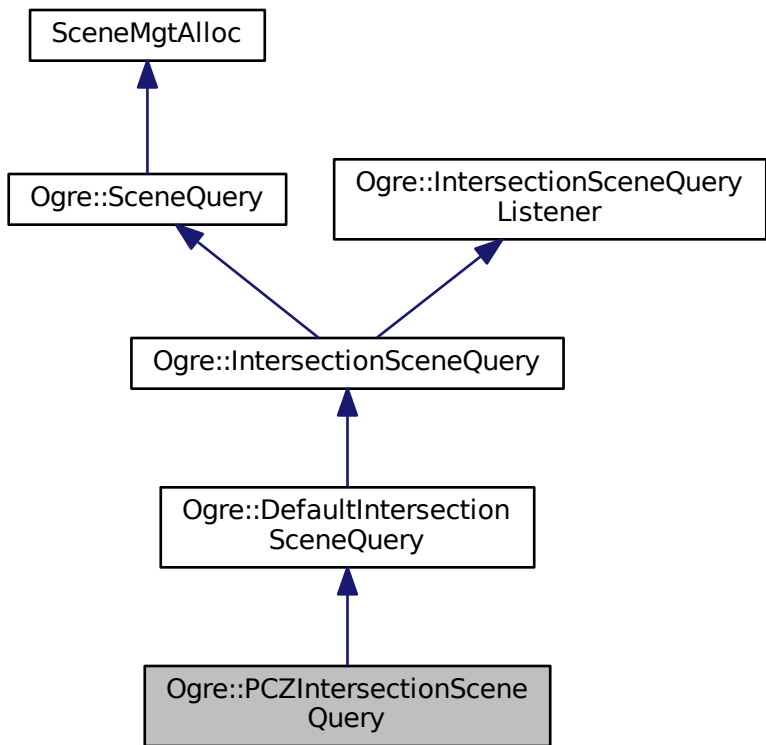 SceneMgtAlloc
Ogre::SceneQuery
Ogre::IntersectionSceneQuery
Listener
Ogre::IntersectionSceneQuery
Ogre::DefaultIntersection
SceneQuery
Ogre::PCZIntersectionScene
Query